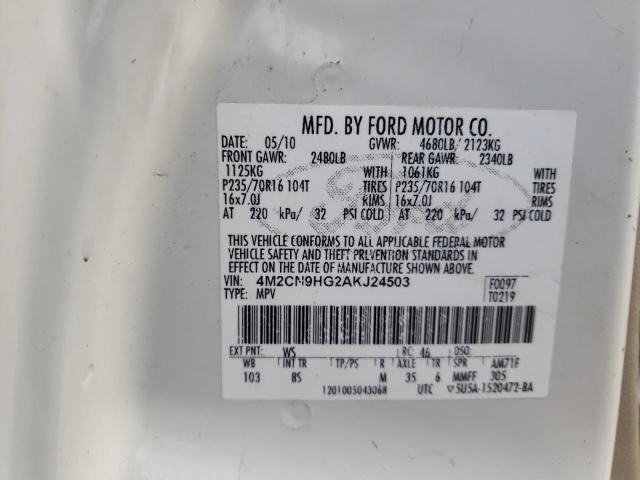 MFD. BY FORD MOTOR CO.
DATE: 05/10 GVWR: 4680LB/ 2123KG
FRONT GAWR: 2480LB REAR GAWR: 2340LB
1125KG WITH 1061KG WITH
P235/70R16 104T TIRES P235/70R16 104T TIRES
16x7.0J RIMS 16x7.0J RIMS
AT 220 kPa/ 32 PSI COLD AT 220 kPa/ 32 PSI COLD
THIS VEHICLE CONFORMS TO ALL APPLICABLE FEDERAL MOTOR
VEHICLE SAFETY AND THEFT PREVENTION STANDARDS IN
EFFECT ON THE DATE OF MANUFACTURE SHOWN ABOVE.
VIN: 4M2CN9HG2AKJ24503 F0097
TYPE: MPV T0219
EXT PNT: WS RC: 46 DSO:
WB INT TR TP/PS R AXLE TR SPR AM71F
103 BS M 35 6 MMFF 305
1201005043068 UTC ▽5U5A-1520472-BA